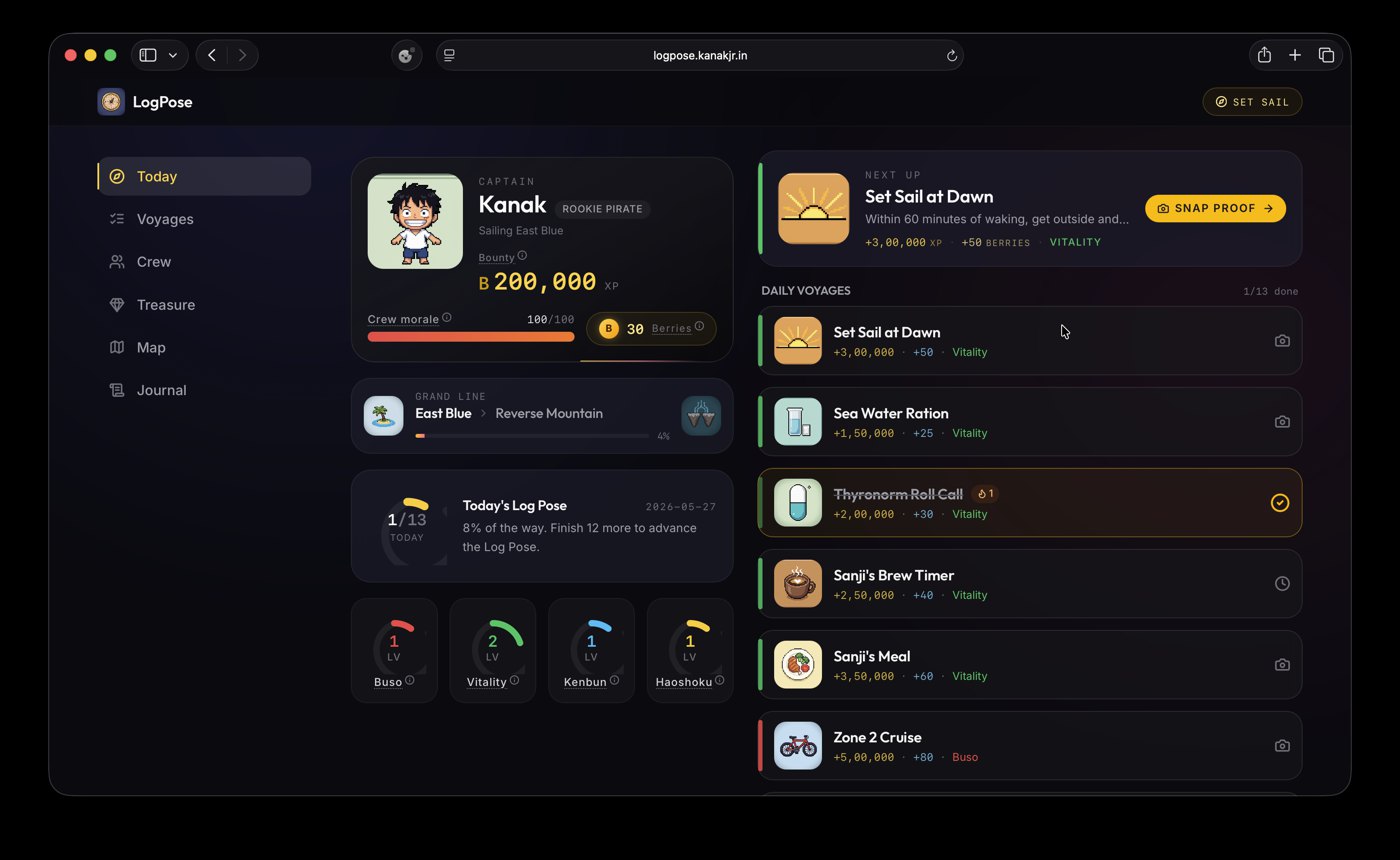 logpose.kanakjr.in
LogPose
SET SAIL
Today
Voyages
Crew
Treasure
Map
Journal
CAPTAIN
Kanak ROOKIE PIRATE
Sailing East Blue
Bounty
B 200,000 XP
Crew morale 100/100
B 30 Berries
GRAND LINE
East Blue > Reverse Mountain
4%
1/13
TODAY
Today's Log Pose 2026-05-27
8% of the way. Finish 12 more to advance
the Log Pose.
1
LV
Buso
2
LV
Vitality
1
LV
Kenbun
1
LV
Haoshoku
NEXT UP
Set Sail at Dawn
Within 60 minutes of waking, get outside and...
+3,00,000 XP · +50 BERRIES · VITALITY
SNAP PROOF →
DAILY VOYAGES 1/13 done
Set Sail at Dawn
+3,00,000 · +50 · Vitality
Sea Water Ration
+1,50,000 · +25 · Vitality
Thyronorm Roll Call 1
+2,00,000 · +30 · Vitality
Sanji's Brew Timer
+2,50,000 · +40 · Vitality
Sanji's Meal
+3,50,000 · +60 · Vitality
Zone 2 Cruise
+5,00,000 · +80 · Buso